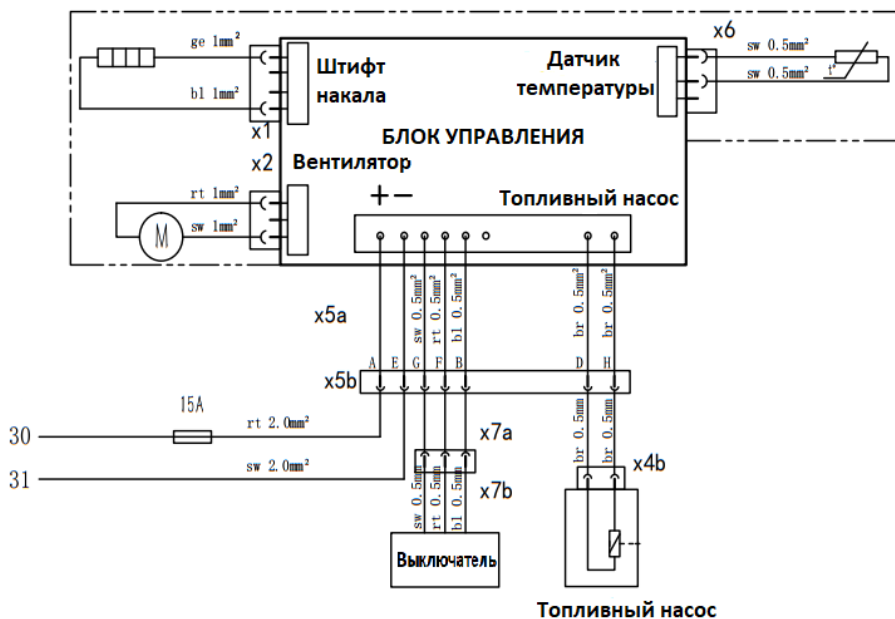 ge 1mm²
bl 1mm²
x1
x2
rt 1mm²
sw 1mm²
M
Штифт
накала
Датчик
температуры
БЛОК УПРАВЛЕНИЯ
Вентилятор
+ −
Топливный насос
x6
sw 0.5mm²
sw 0.5mm²
t°
x5a
sw 0.5mm²
rt 0.5mm²
bl 0.5mm²
br 0.5mm²
br 0.5mm²
x5b
A E G F B D H
15A
30
rt 2.0mm²
31
sw 2.0mm²
x7a
x7b
sw 0.5mm
rt 0.5mm
bl 0.5mm
br 0.5mm
br 0.5mm
x4b
Выключатель
Топливный насос